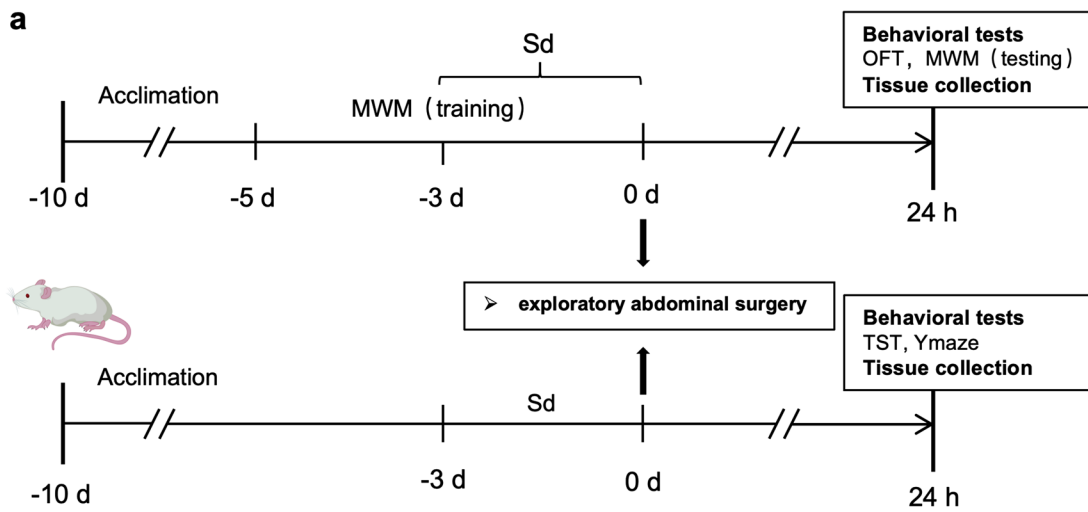 a
Sd
Behavioral tests
OFT, MWM (testing)
Tissue collection
Acclimation
MWM (training)
-10 d
-5 d
-3 d
0 d
24 h
➢ exploratory abdominal surgery
Behavioral tests
TST, Ymaze
Tissue collection
Acclimation
Sd
-10 d
-3 d
0 d
24 h